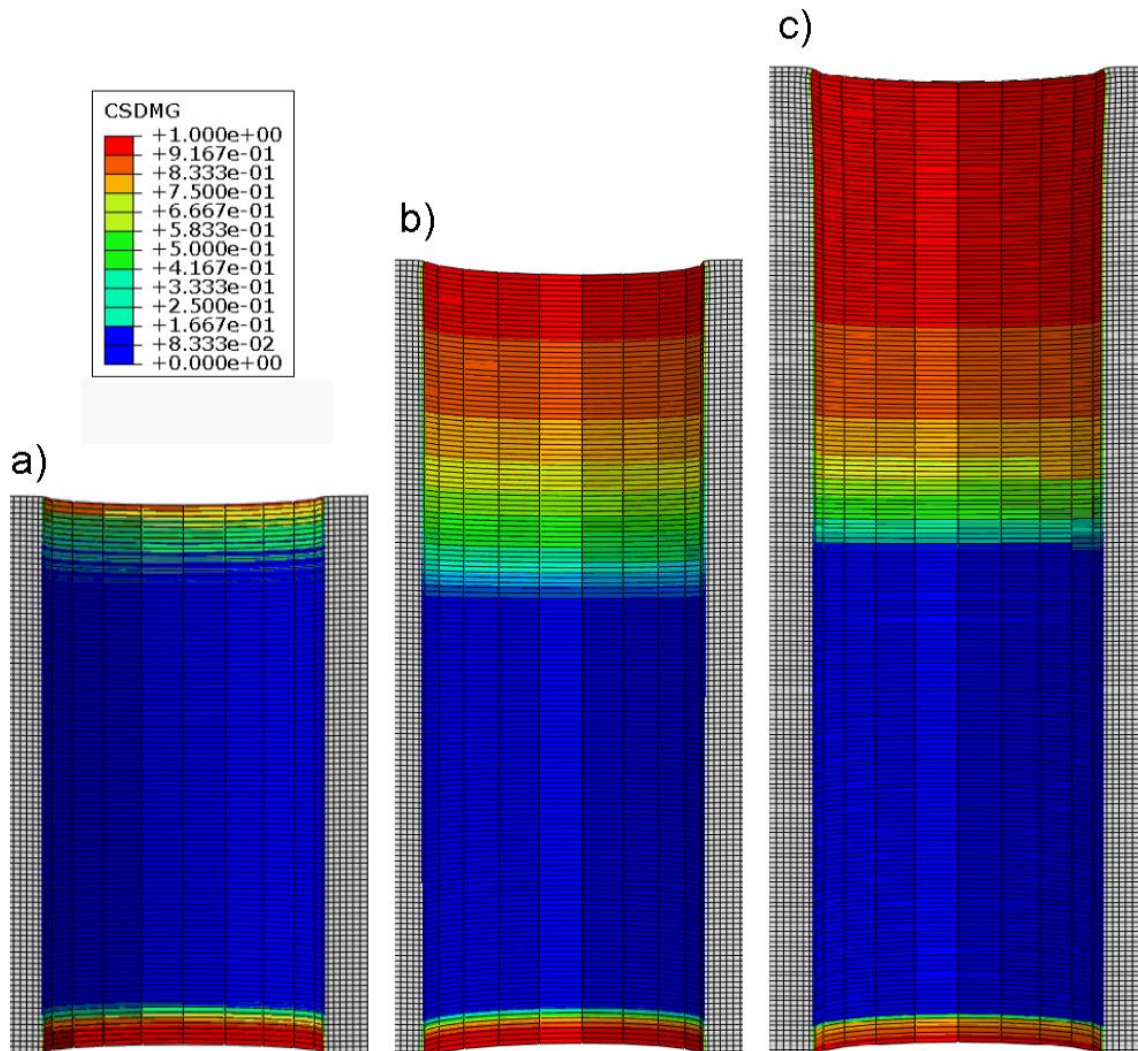 c)
CSDMG
+1.000e+00
+9.167e-01
+8.333e-01
+7.500e-01
+6.667e-01
+5.833e-01
+5.000e-01
+4.167e-01
+3.333e-01
+2.500e-01
+1.667e-01
+8.333e-02
+0.000e+00
b)
a)